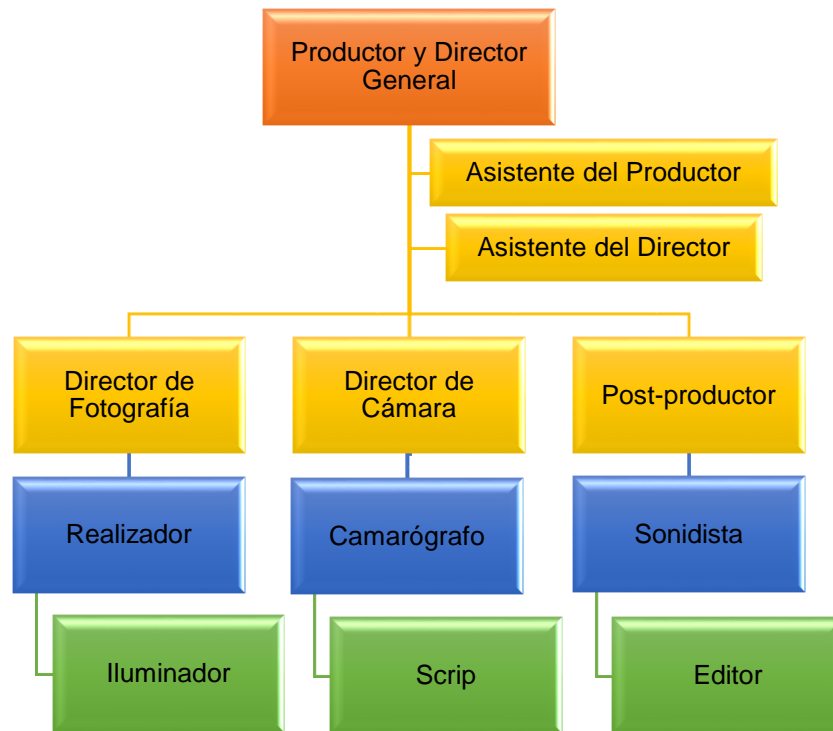 Productor y Director
General
Asistente del Productor
Asistente del Director
Director de
Fotografía
Director de
Cámara
Post-productor
Realizador
Camarógrafo
Sonidista
Iluminador
Scrip
Editor